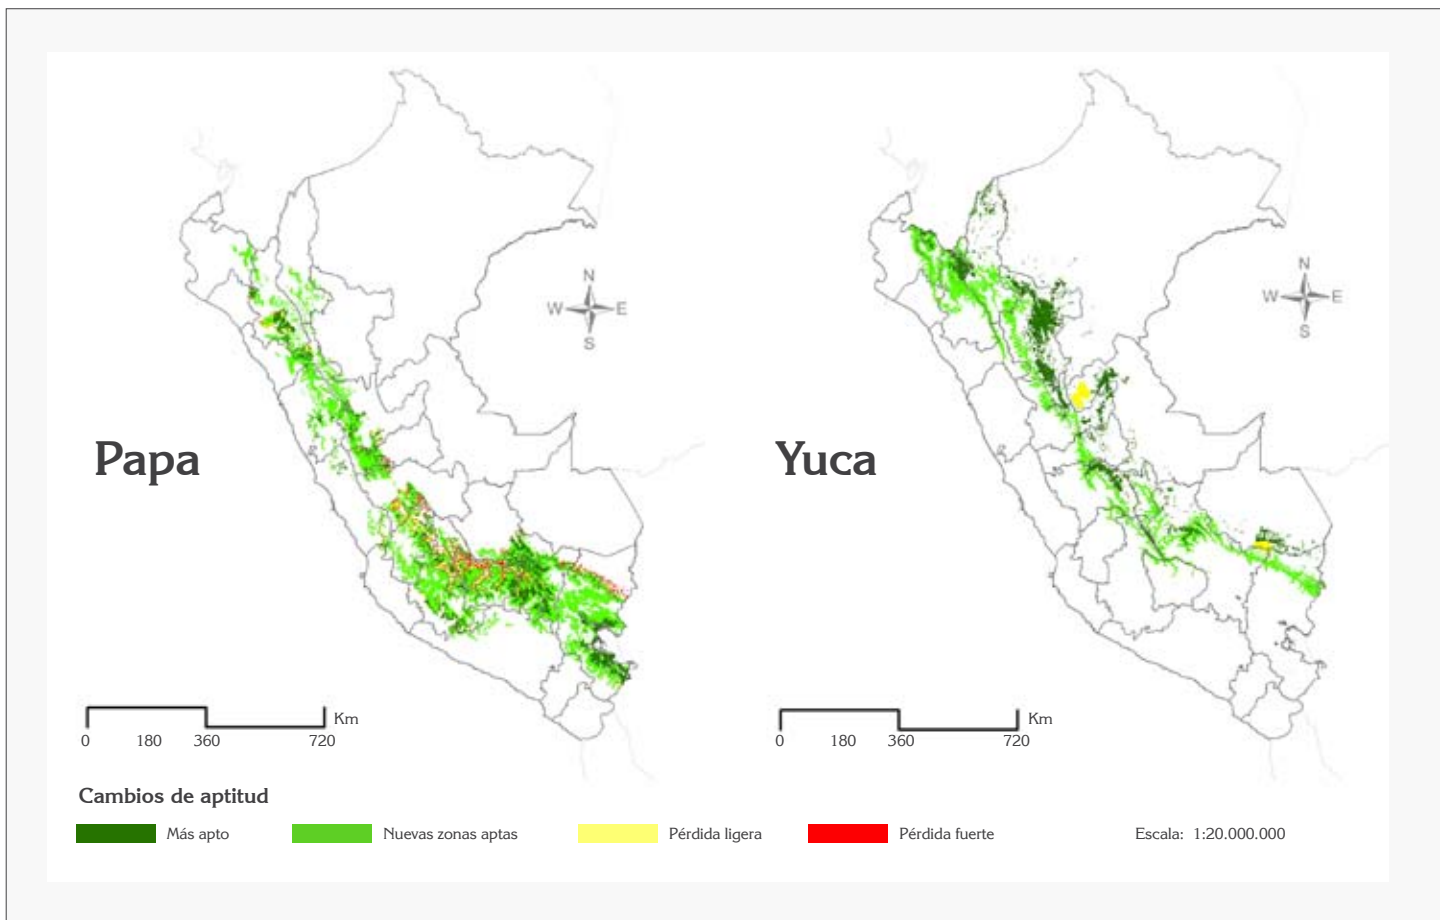 N
W E
S
N
W E
S
Papa
Yuca
Km
0 180 360 720
Km
0 180 360 720
Cambios de aptitud
Más apto Nuevas zonas aptas Pérdida ligera Pérdida fuerte Escala: 1:20.000.000